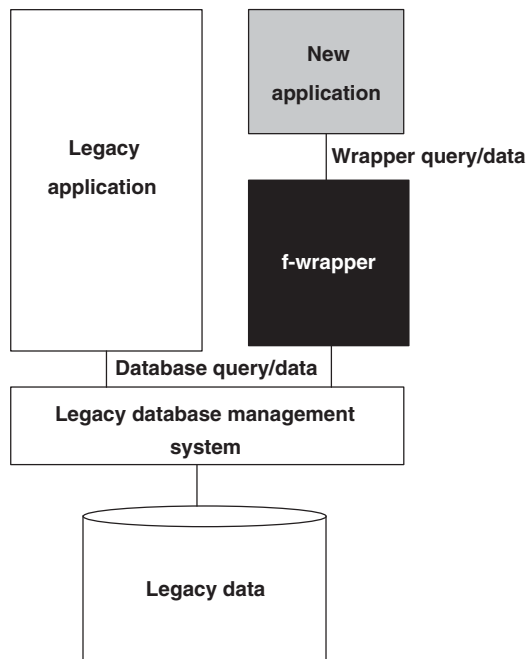 New
application
Legacy
application
Wrapper query/data
f-wrapper
Database query/data
Legacy database management
system
Legacy data